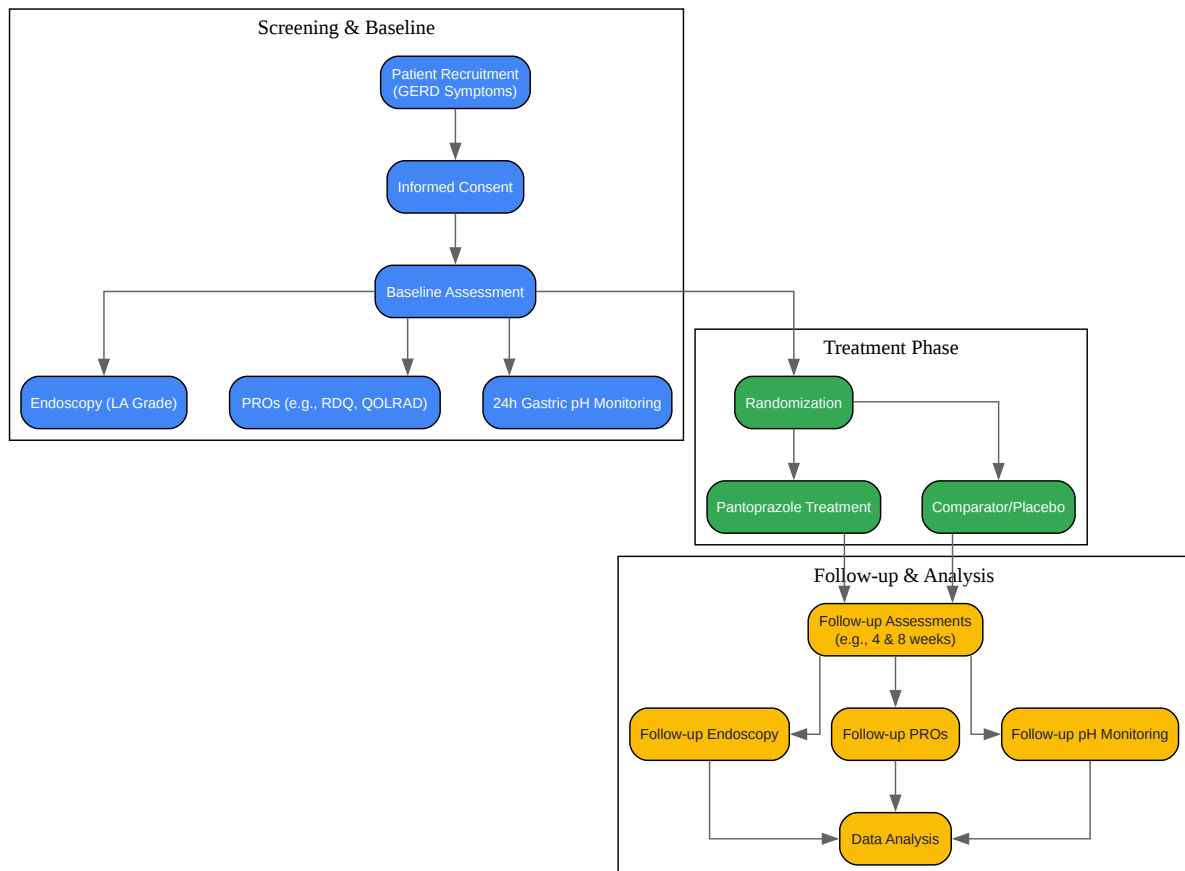 Screening & Baseline
Patient Recruitment
(GERD Symptoms)
Informed Consent
Baseline Assessment
Endoscopy (LA Grade)
PROs (e.g., RDQ, QOLRAD)
24h Gastric pH Monitoring
Treatment Phase
Randomization
Pantoprazole Treatment
Comparator/Placebo
Follow-up & Analysis
Follow-up Assessments
(e.g., 4 & 8 weeks)
Follow-up Endoscopy
Follow-up PROs
Follow-up pH Monitoring
Data Analysis